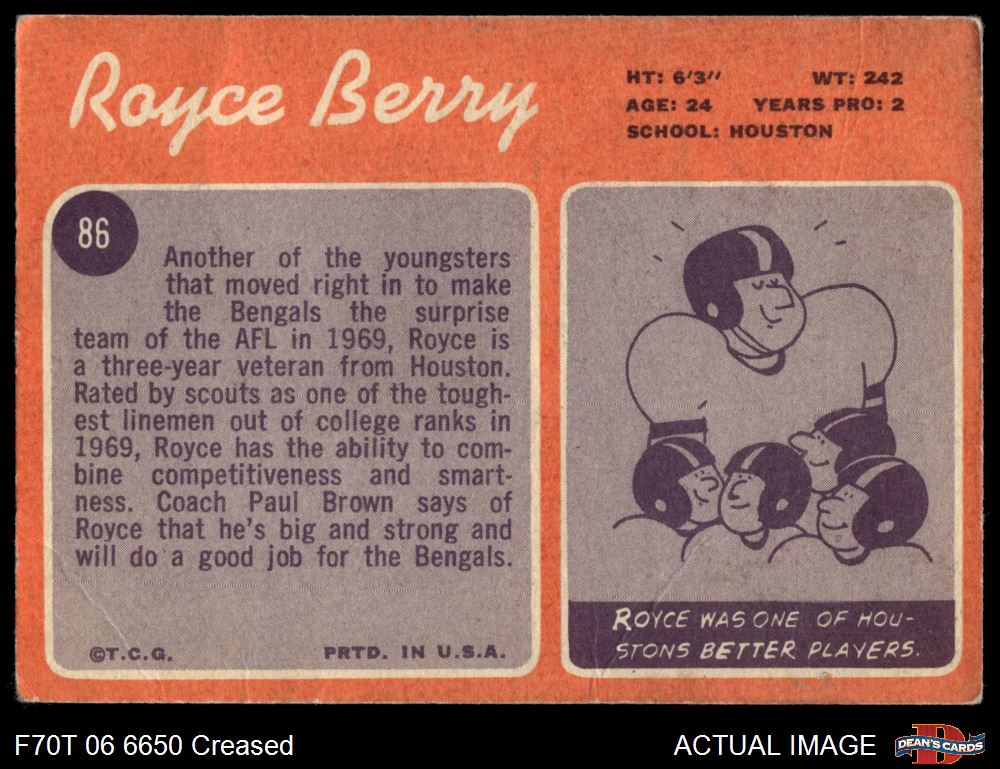 Royce Berry
HT: 6'3" WT: 242
AGE: 24 YEARS PRO: 2
SCHOOL: HOUSTON
86
Another of the youngsters
that moved right in to make
the Bengals the surprise
team of the AFL in 1969, Royce is
a three-year veteran from Houston.
Rated by scouts as one of the tough-
est linemen out of college ranks in
1969, Royce has the ability to com-
bine competitiveness and smart-
ness. Coach Paul Brown says of
Royce that he's big and strong and
will do a good job for the Bengals.
©T.C.G. PRTD. IN U.S.A.
ROYCE WAS ONE OF HOU-
STONS BETTER PLAYERS.
F70T 06 6650 Creased
ACTUAL IMAGE
D
DEAN'S CARDS